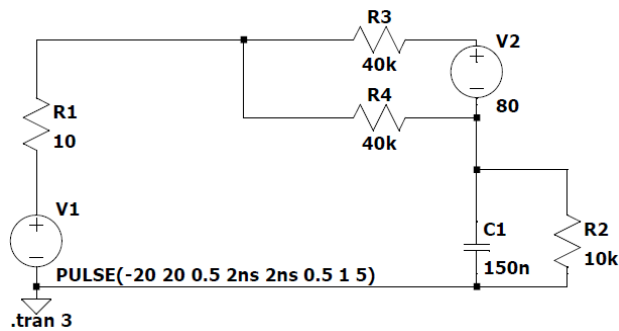 R3
40k
V2
80
R4
40k
R1
10
V1
C1
150n
R2
10k
PULSE(-20 20 0.5 2ns 2ns 0.5 1 5)
.tran 3